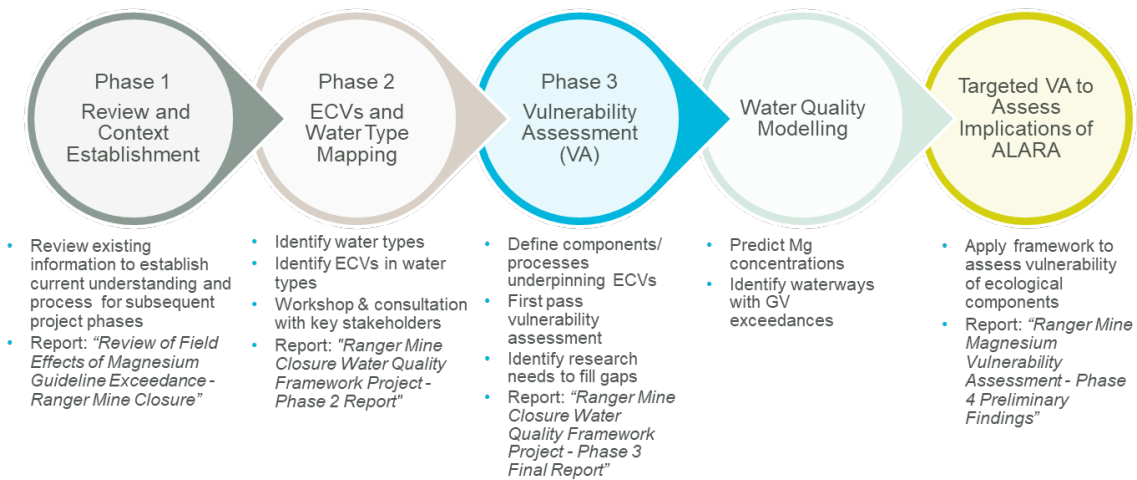 Phase 1
Review and
Context
Establishment
Phase 2
ECVs and
Water Type
Mapping
Phase 3
Vulnerability
Assessment
(VA)
Water Quality
Modelling
Targeted VA to
Assess
Implications of
ALARA
• Review existing
information to establish
current understanding and
process for subsequent
project phases
• Report: “Review of Field
Effects of Magnesium
Guideline Exceedance -
Ranger Mine Closure”
• Identify water types
• Identify ECVs in water
types
• Workshop & consultation
with key stakeholders
• Report: "Ranger Mine
Closure Water Quality
Framework Project -
Phase 2 Report"
• Define components/
processes
underpinning ECVs
• First pass
vulnerability
assessment
• Identify research
needs to fill gaps
• Report: “Ranger Mine
Closure Water
Quality Framework
Project - Phase 3
Final Report”
• Predict Mg
concentrations
• Identify waterways
with GV
exceedances
• Apply framework to
assess vulnerability
of ecological
components
• Report: “Ranger Mine
Magnesium
Vulnerability
Assessment - Phase
4 Preliminary
Findings”